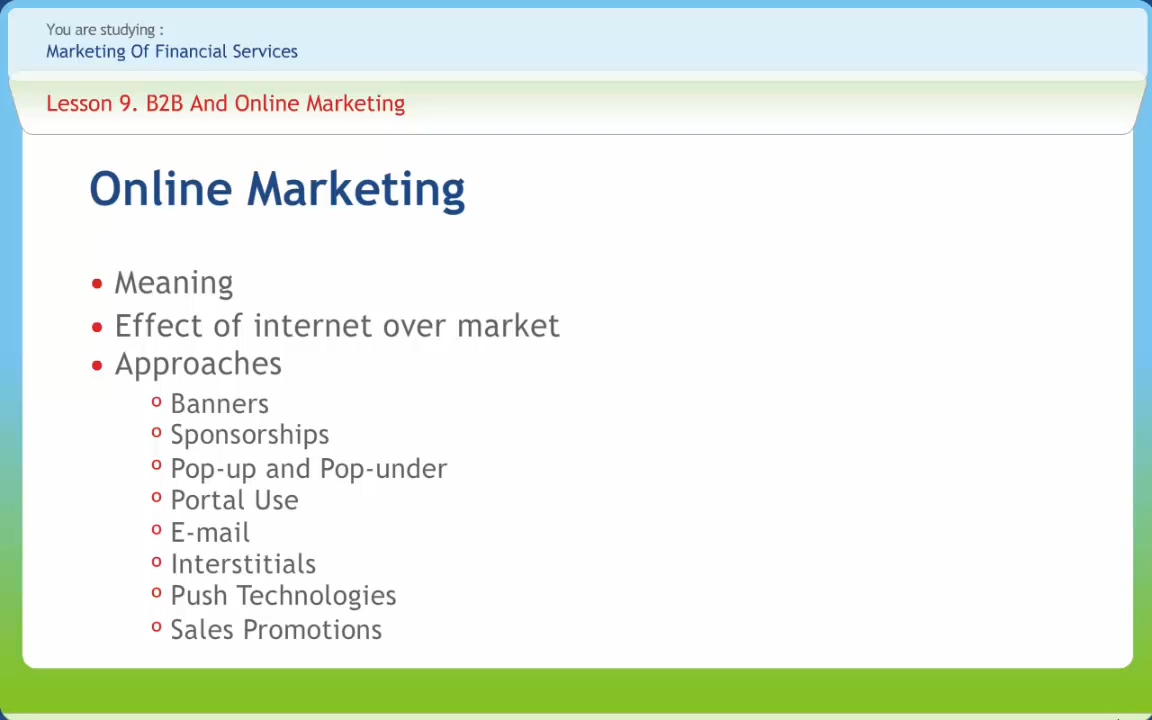 You are studying :
Marketing Of Financial Services
Lesson 9. B2B And Online Marketing
Online Marketing
• Meaning
• Effect of internet over market
• Approaches
o Banners
o Sponsorships
o Pop-up and Pop-under
o Portal Use
o E-mail
o Interstitials
o Push Technologies
o Sales Promotions